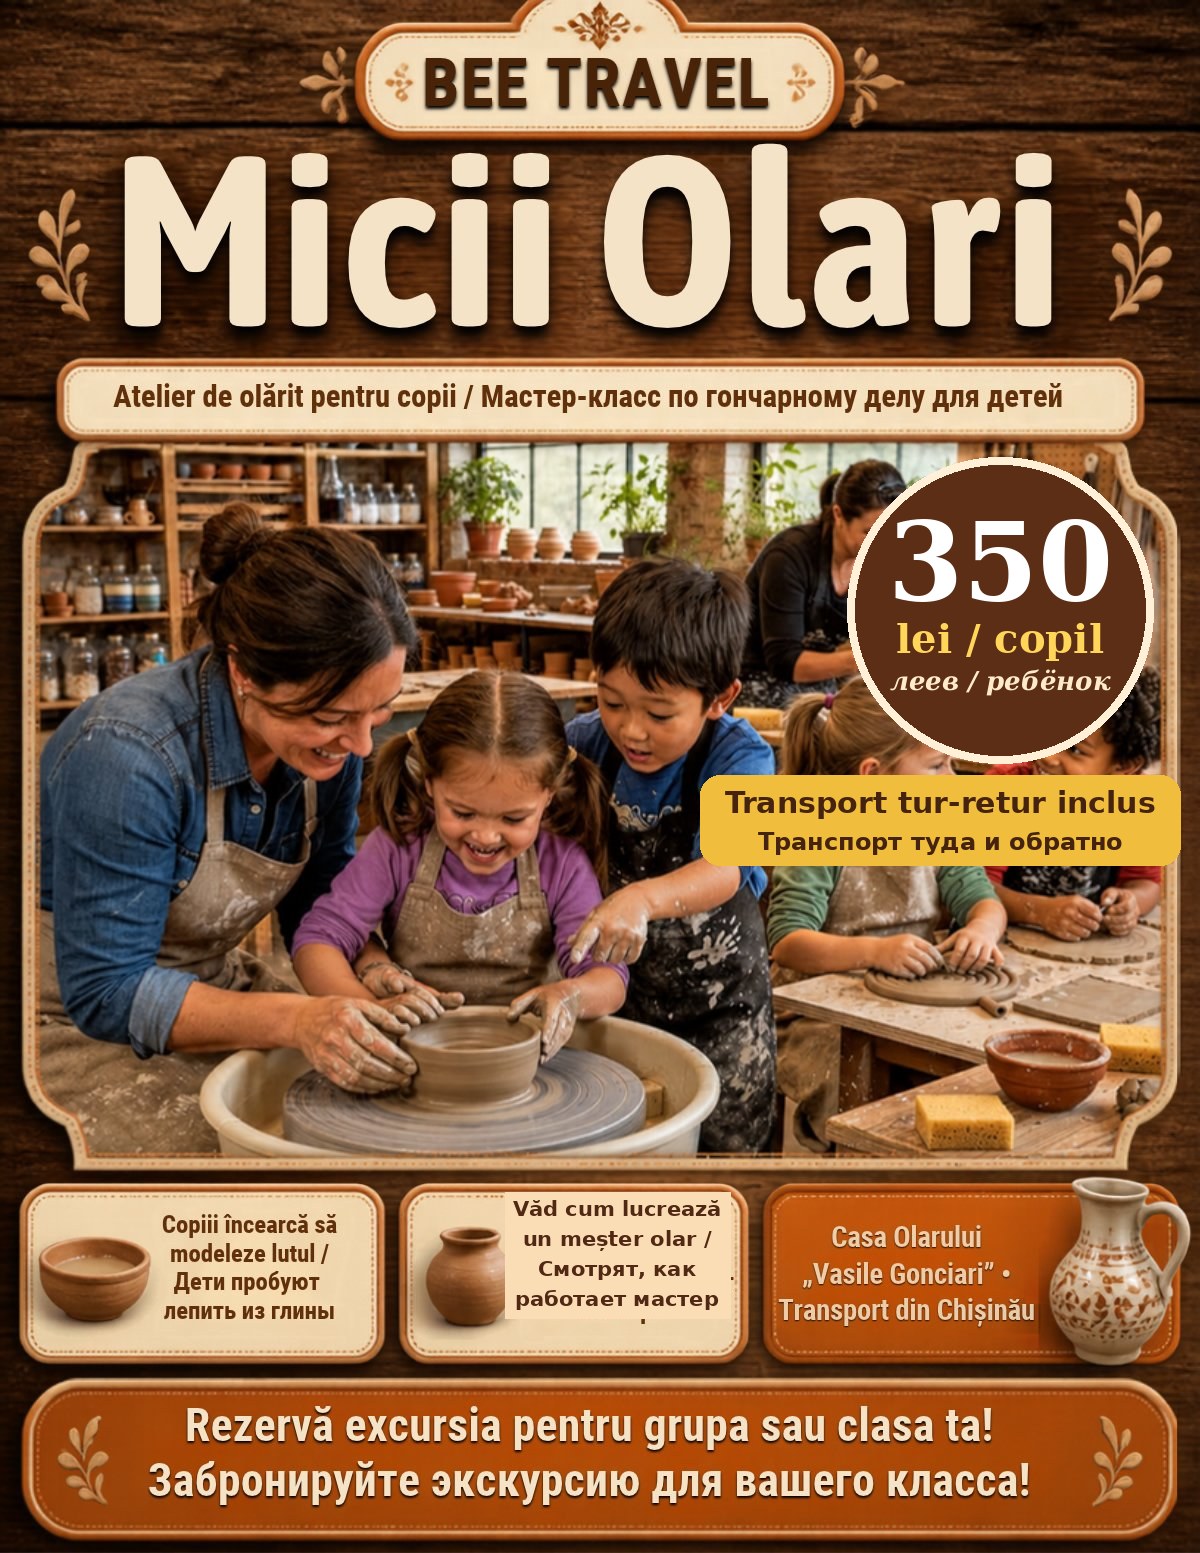 BEE TRAVEL
Micii Olari
Atelier de olărit pentru copii / Мастер-класс по гончарному делу для детей
350
lei / copil
леев / ребёнок
Transport tur-retur inclus
Транспорт туда и обратно
Copiii încearcă să
modeleze lutul /
Дети пробуют
лепить из глины
Văd cum lucrează
un meșter olar /
Смотрят, как
работает мастер
Casa Olarului
„Vasile Gonciari” •
Transport din Chișinău
Rezervă excursia pentru grupa sau clasa ta!
Забронируйте экскурсию для вашего класса!